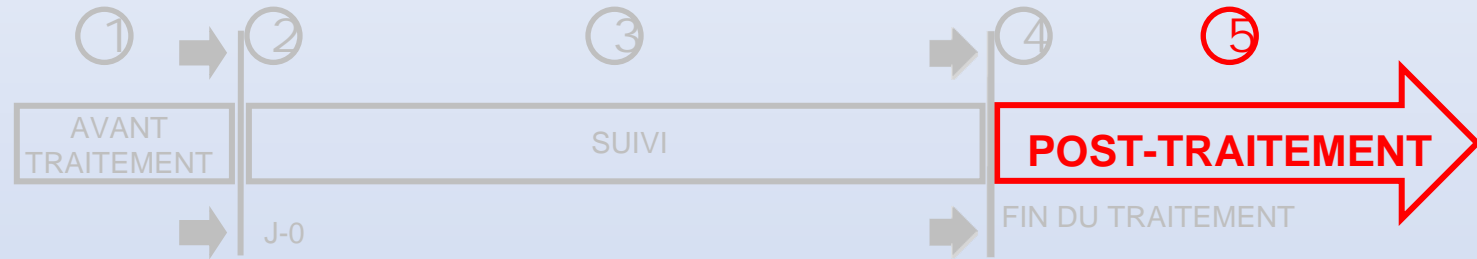 1
2
3
4
5
AVANT
TRAITEMENT
SUIVI
POST-TRAITEMENT
J-0
FIN DU TRAITEMENT